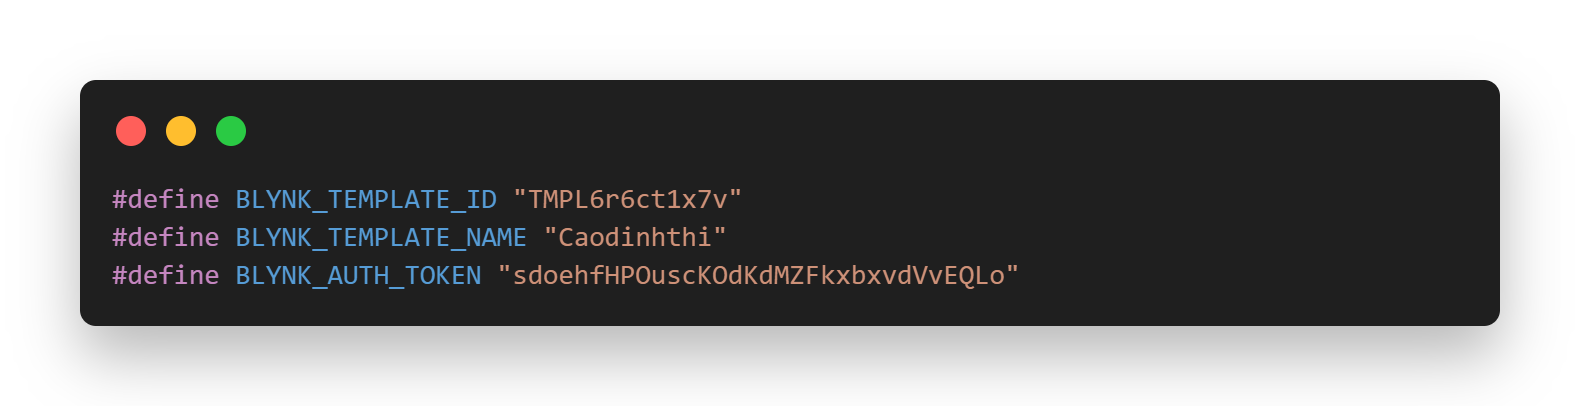 #define BLYNK_TEMPLATE_ID "TMPL6r6ct1x7v"
#define BLYNK_TEMPLATE_NAME "Caodinhthi"
#define BLYNK_AUTH_TOKEN "sdoehfHPOuscKOdKdMZFkxbxvdVvEQLo"